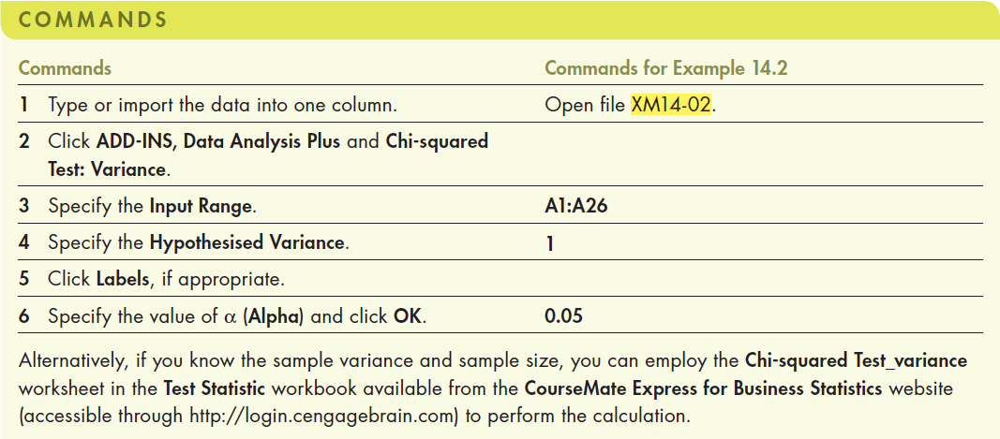 COMMANDS
Commands Commands for Example 14.2
1 Type or import the data into one column. Open file XM14-02.
2 Click ADD-INS, Data Analysis Plus and Chi-squared
Test: Variance.
3 Specify the Input Range. A1:A26
4 Specify the Hypothesised Variance. 1
5 Click Labels, if appropriate.
6 Specify the value of α (Alpha) and click OK. 0.05
Alternatively, if you know the sample variance and sample size, you can employ the Chi-squared Test_variance
worksheet in the Test Statistic workbook available from the CourseMate Express for Business Statistics website
(accessible through http://login.cengagebrain.com) to perform the calculation.